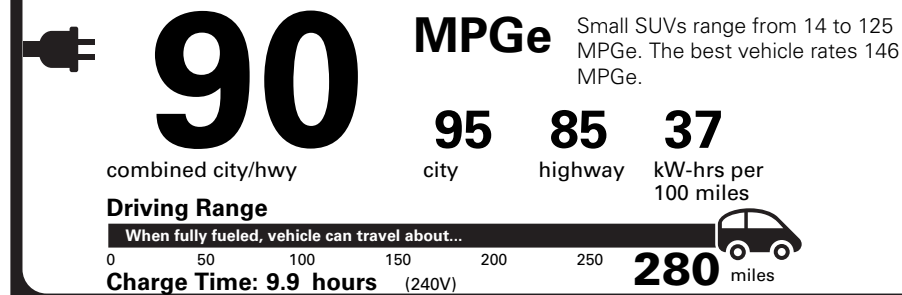 90
MPGe
Small SUVs range from 14 to 125
MPGe. The best vehicle rates 146
MPGe.
95 85 37
combined city/hwy city highway kW-hrs per
100 miles
Driving Range
When fully fueled, vehicle can travel about...
0 50 100 150 200 250 280 miles
Charge Time: 9.9 hours (240V)